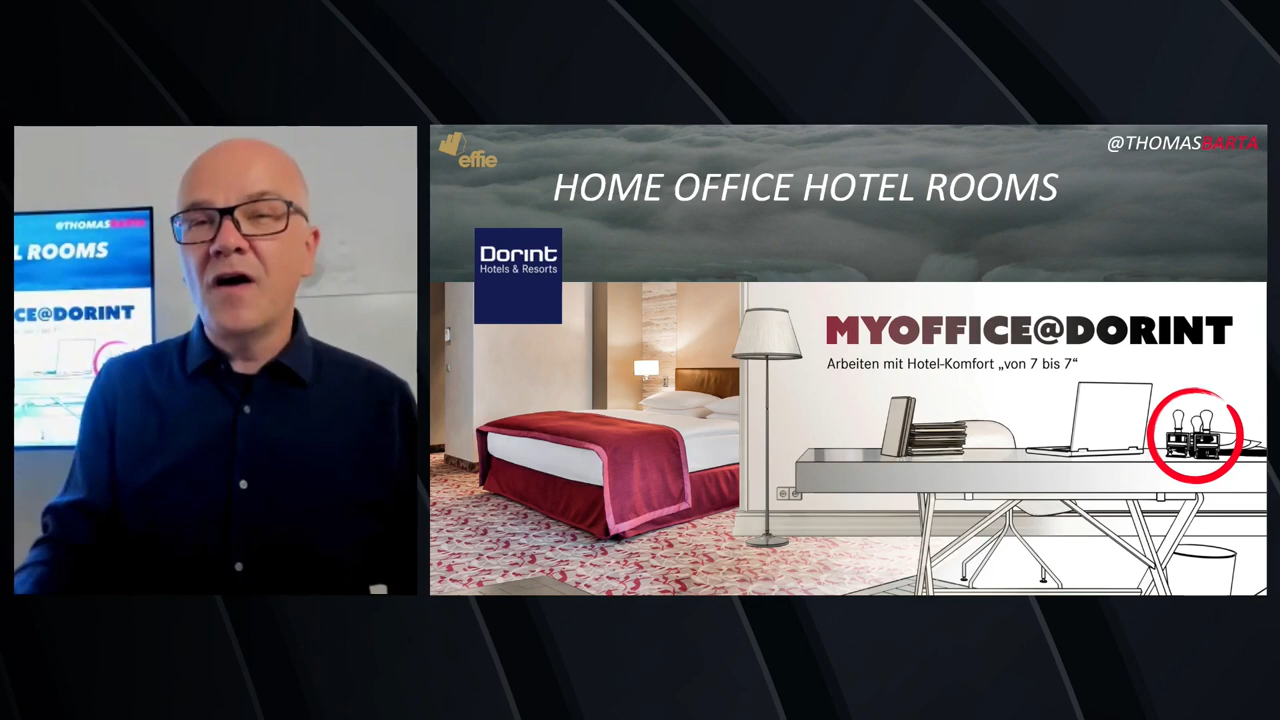 @THOMASBARTA
L ROOMS
CE@DORINT
effie
@THOMASBARTA
HOME OFFICE HOTEL ROOMS
Dorint
Hotels & Resorts
MYOFFICE@DORINT
Arbeiten mit Hotel-Komfort „von 7 bis 7“